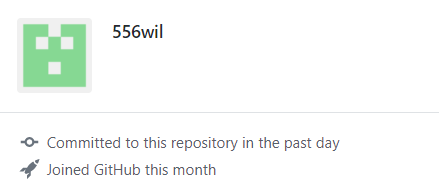 556wil
Committed to this repository in the past day
Joined GitHub this month